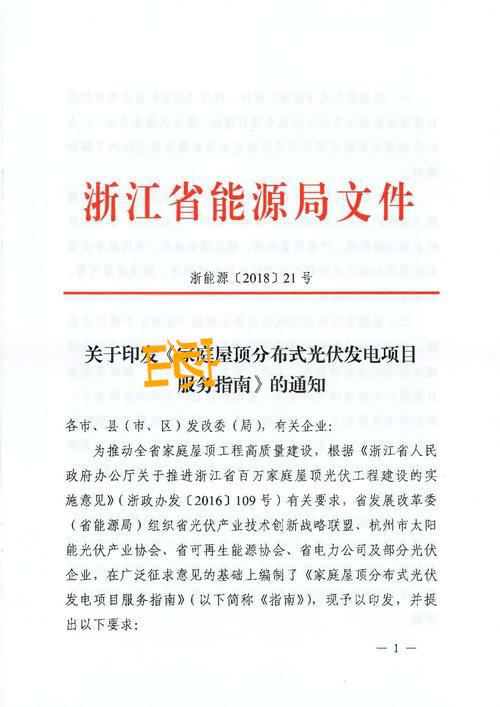 浙江省能源局文件
浙能源〔2018〕21号
关于印发《家庭屋顶分布式光伏发电项目
服务指南》的通知
各市、县（市、区）发改委（局），有关企业：
为推动全省家庭屋顶工程高质量建设，根据《浙江省人民
政府办公厅关于推进浙江省百万家庭屋顶光伏工程建设的实
施意见》（浙政办发〔2016〕109号）有关要求，省发展改革委
（省能源局）组织省光伏产业技术创新战略联盟、杭州市太阳
能光伏产业协会、省可再生能源协会、省电力公司及部分光伏
企业，在广泛征求意见的基础上编制了《家庭屋顶分布式光伏
发电项目服务指南》（以下简称《指南》），现予以印发，并提
出以下要求：
— 1 —